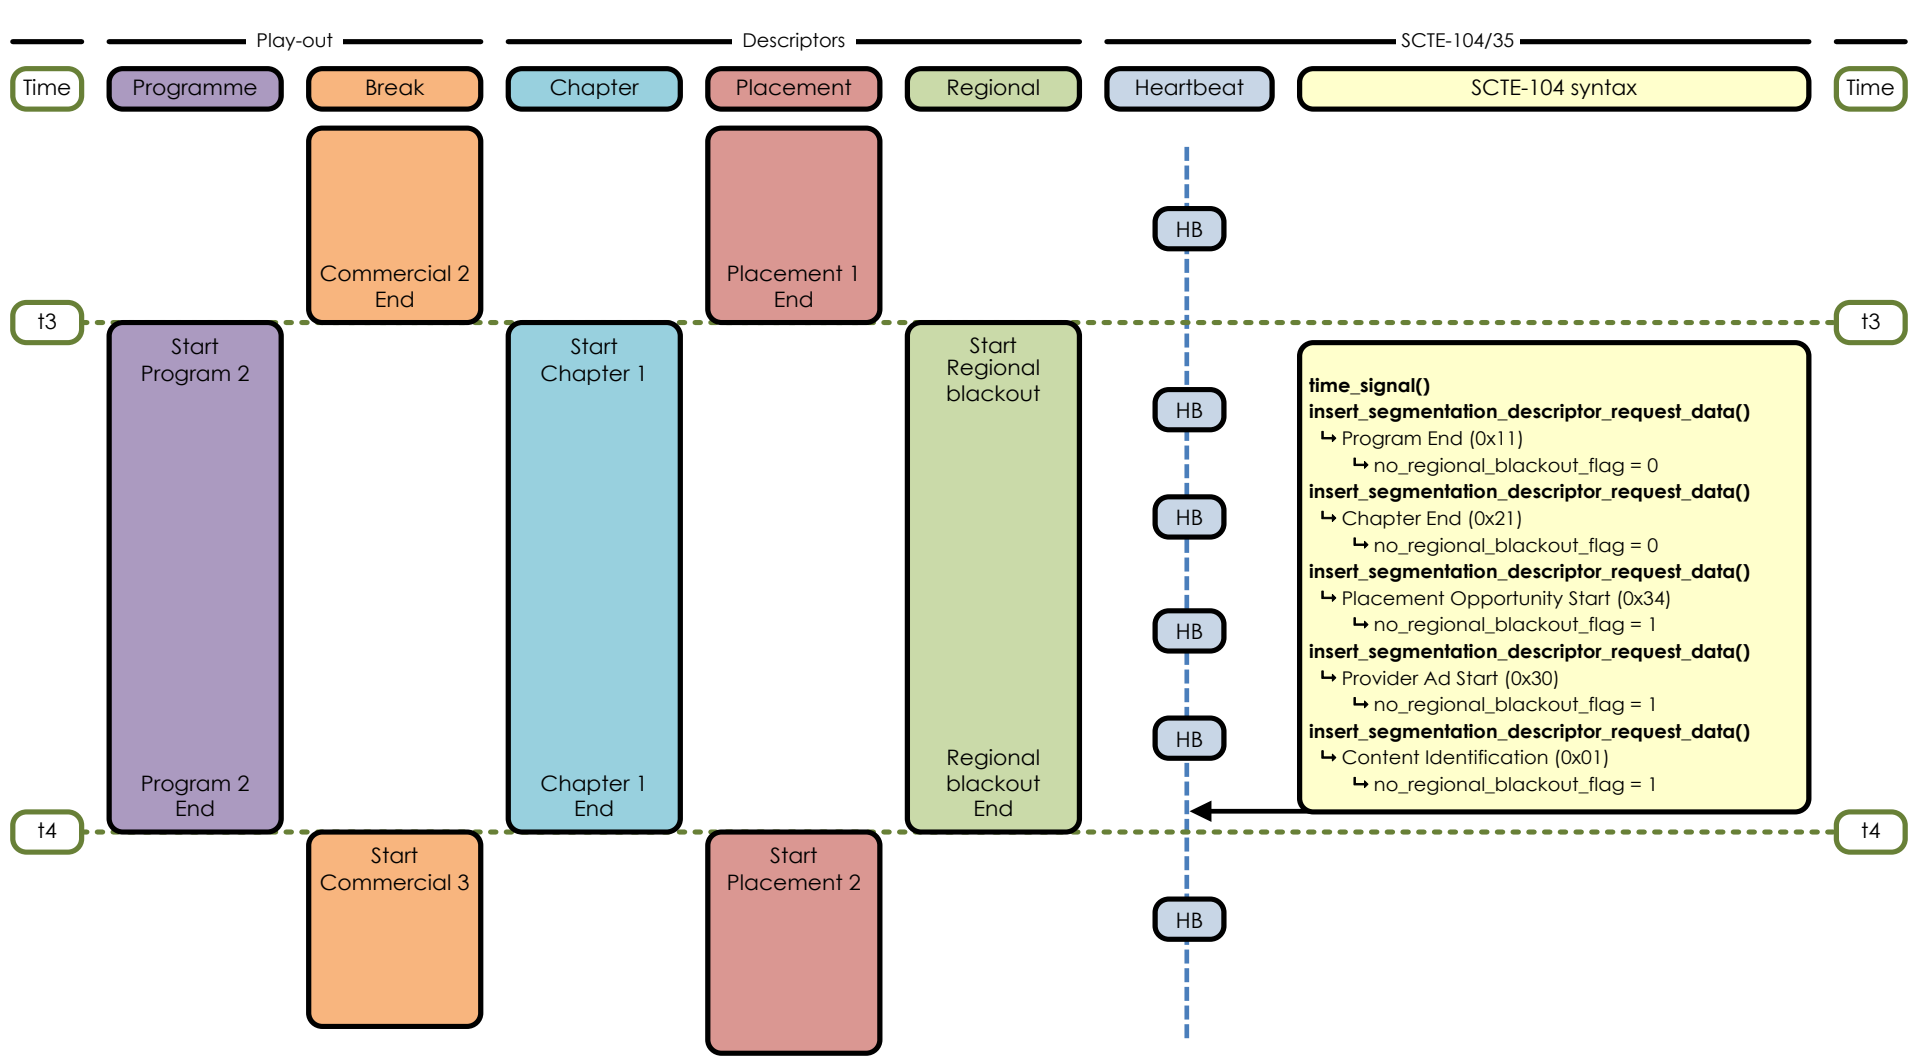 Play-out
Descriptors
SCTE-104/35
Time
Programme
Break
Chapter
Placement
Regional
Heartbeat
SCTE-104 syntax
Time
Commercial 2
End
Placement 1
End
HB
t3
t3
Start
Program 2
Start
Chapter 1
Start
Regional
blackout
HB
HB
HB
HB
time_signal()
insert_segmentation_descriptor_request_data()
↳ Program End (0x11)
↳ no_regional_blackout_flag = 0
insert_segmentation_descriptor_request_data()
↳ Chapter End (0x21)
↳ no_regional_blackout_flag = 0
insert_segmentation_descriptor_request_data()
↳ Placement Opportunity Start (0x34)
↳ no_regional_blackout_flag = 1
insert_segmentation_descriptor_request_data()
↳ Provider Ad Start (0x30)
↳ no_regional_blackout_flag = 1
insert_segmentation_descriptor_request_data()
↳ Content Identification (0x01)
↳ no_regional_blackout_flag = 1
Program 2
End
Chapter 1
End
Regional
blackout
End
t4
t4
Start
Commercial 3
Start
Placement 2
HB